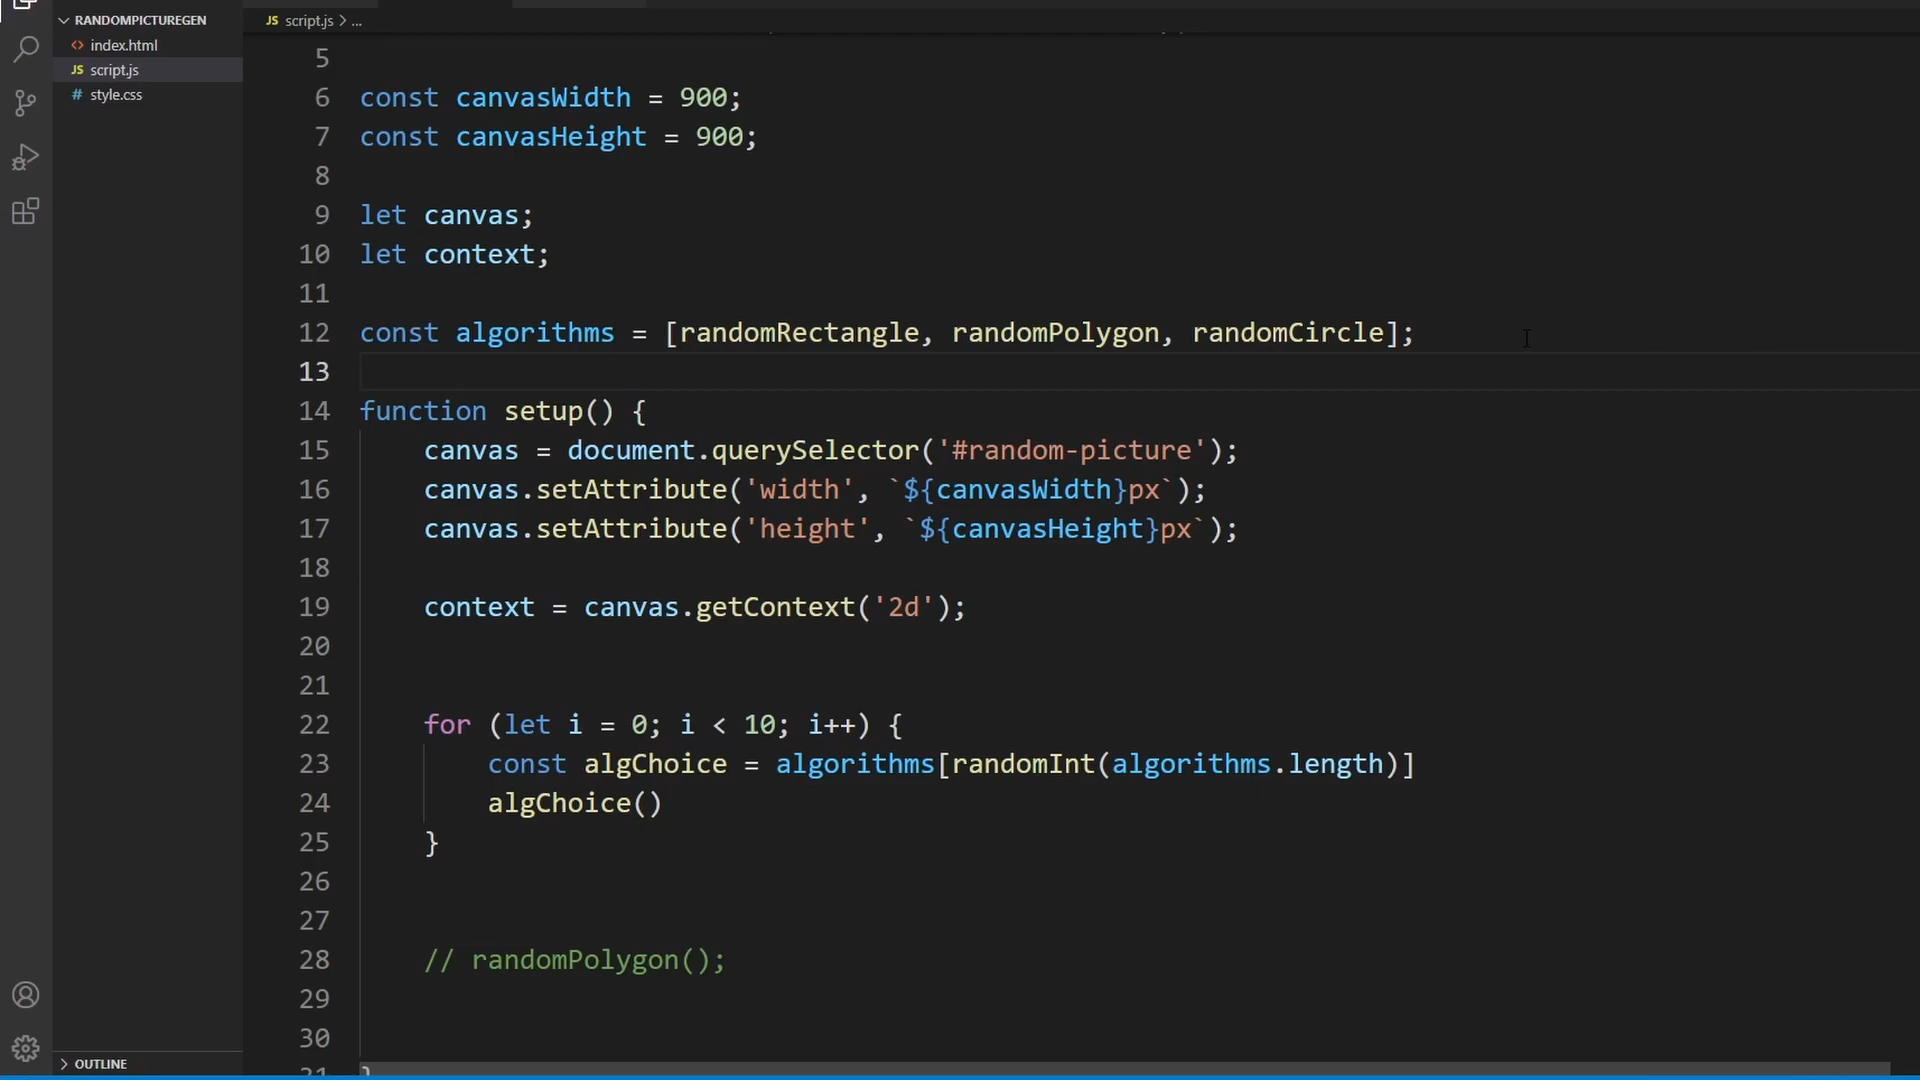 RANDOMPICTUREGEN
index.html
JS script.js
# style.css
OUTLINE
JS script.js > ...
5
6 const canvasWidth = 900;
7 const canvasHeight = 900;
8
9 let canvas;
10 let context;
11
12 const algorithms = [randomRectangle, randomPolygon, randomCircle];
13
14 function setup() {
15 canvas = document.querySelector('#random-picture');
16 canvas.setAttribute('width', `${canvasWidth}px`);
17 canvas.setAttribute('height', `${canvasHeight}px`);
18
19 context = canvas.getContext('2d');
20
21
22 for (let i = 0; i < 10; i++) {
23 const algChoice = algorithms[randomInt(algorithms.length)]
24 algChoice()
25 }
26
27
28 // randomPolygon();
29
30
31 }